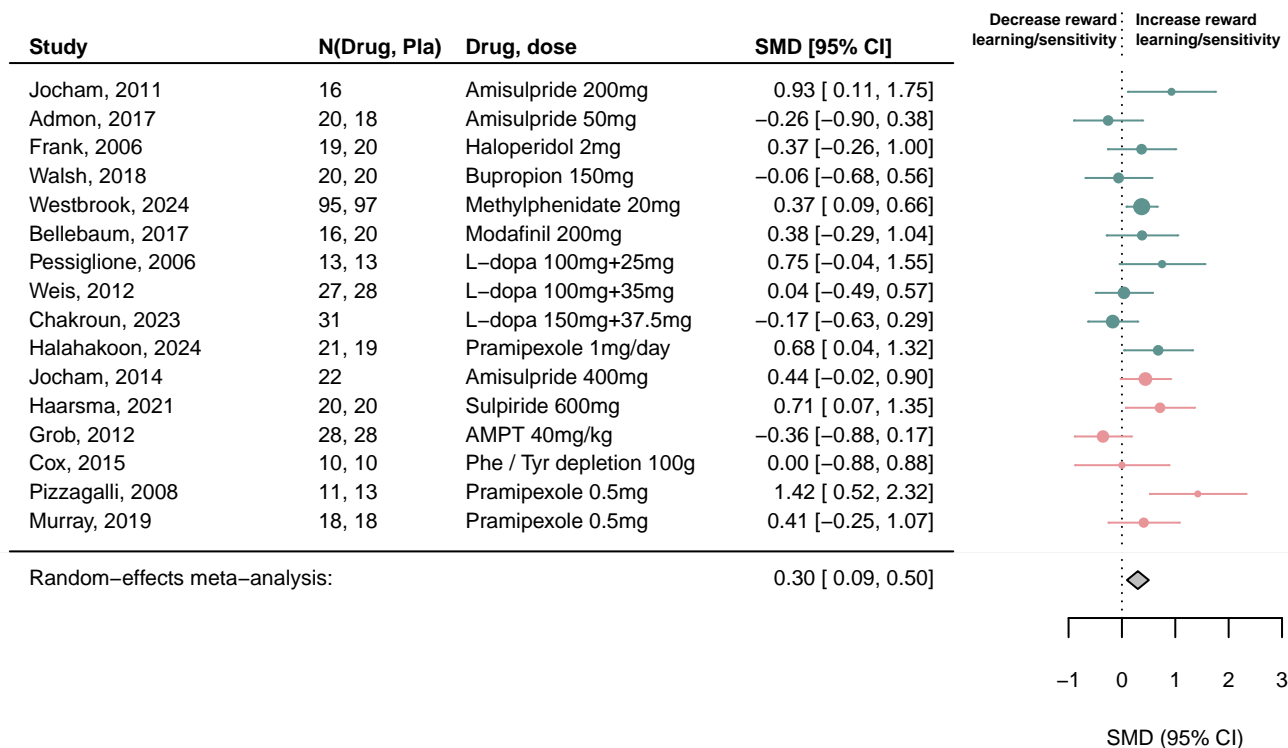 Decrease reward Increase reward
Study N(Drug, Pla) Drug, dose SMD [95% CI] learning/sensitivity learning/sensitivity
Jocham, 2011 16 Amisulpride 200mg 0.93 [ 0.11, 1.75]
Admon, 2017 20, 18 Amisulpride 50mg −0.26 [−0.90, 0.38]
Frank, 2006 19, 20 Haloperidol 2mg 0.37 [−0.26, 1.00]
Walsh, 2018 20, 20 Bupropion 150mg −0.06 [−0.68, 0.56]
Westbrook, 2024 95, 97 Methylphenidate 20mg 0.37 [ 0.09, 0.66]
Bellebaum, 2017 16, 20 Modafinil 200mg 0.38 [−0.29, 1.04]
Pessiglione, 2006 13, 13 L−dopa 100mg+25mg 0.75 [−0.04, 1.55]
Weis, 2012 27, 28 L−dopa 100mg+35mg 0.04 [−0.49, 0.57]
Chakroun, 2023 31 L−dopa 150mg+37.5mg −0.17 [−0.63, 0.29]
Halahakoon, 2024 21, 19 Pramipexole 1mg/day 0.68 [ 0.04, 1.32]
Jocham, 2014 22 Amisulpride 400mg 0.44 [−0.02, 0.90]
Haarsma, 2021 20, 20 Sulpiride 600mg 0.71 [ 0.07, 1.35]
Grob, 2012 28, 28 AMPT 40mg/kg −0.36 [−0.88, 0.17]
Cox, 2015 10, 10 Phe / Tyr depletion 100g 0.00 [−0.88, 0.88]
Pizzagalli, 2008 11, 13 Pramipexole 0.5mg 1.42 [ 0.52, 2.32]
Murray, 2019 18, 18 Pramipexole 0.5mg 0.41 [−0.25, 1.07]
Random−effects meta−analysis: 0.30 [ 0.09, 0.50]
−1 0 1 2 3
SMD (95% CI)